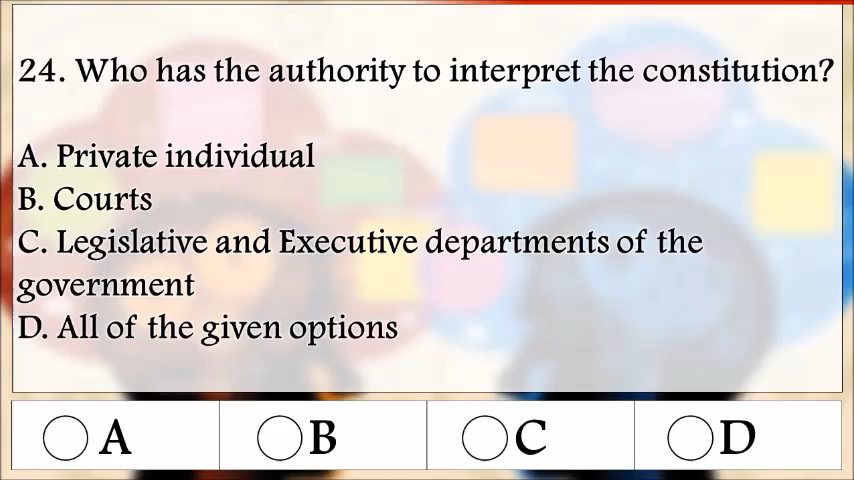 24. Who has the authority to interpret the constitution?
A. Private individual
B. Courts
C. Legislative and Executive departments of the
government
D. All of the given options
A B C D